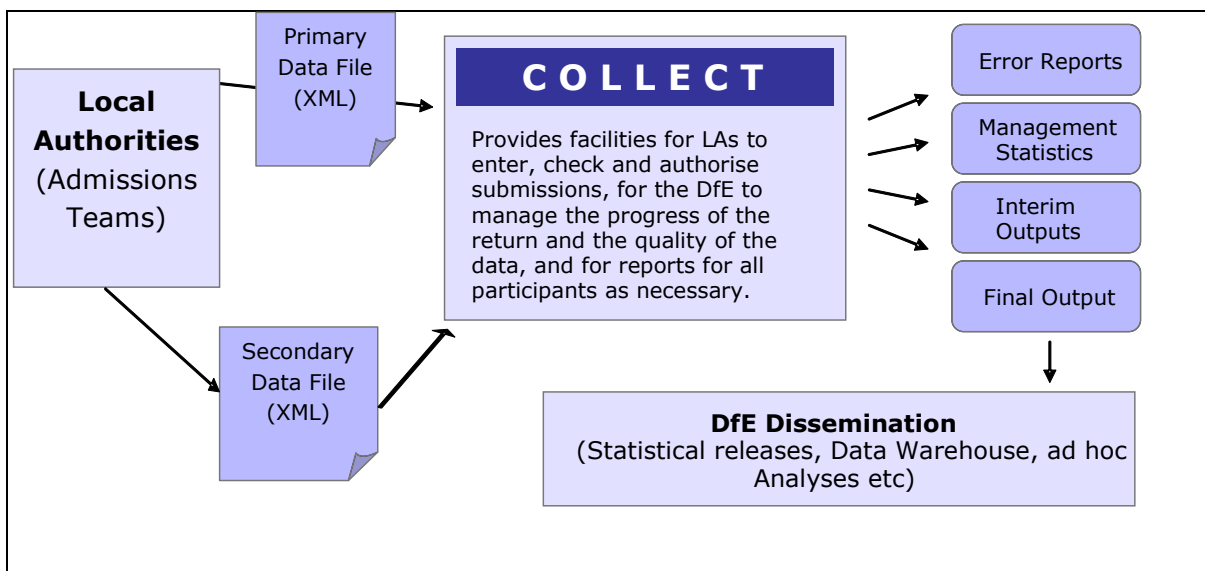 Local
Authorities
(Admissions
Teams)
Primary
Data File
(XML)
Secondary
Data File
(XML)
C O L L E C T
Provides facilities for LAs to
enter, check and authorise
submissions, for the DfE to
manage the progress of the
return and the quality of the
data, and for reports for all
participants as necessary.
Error Reports
Management
Statistics
Interim
Outputs
Final Output
DfE Dissemination
(Statistical releases, Data Warehouse, ad hoc
Analyses etc)